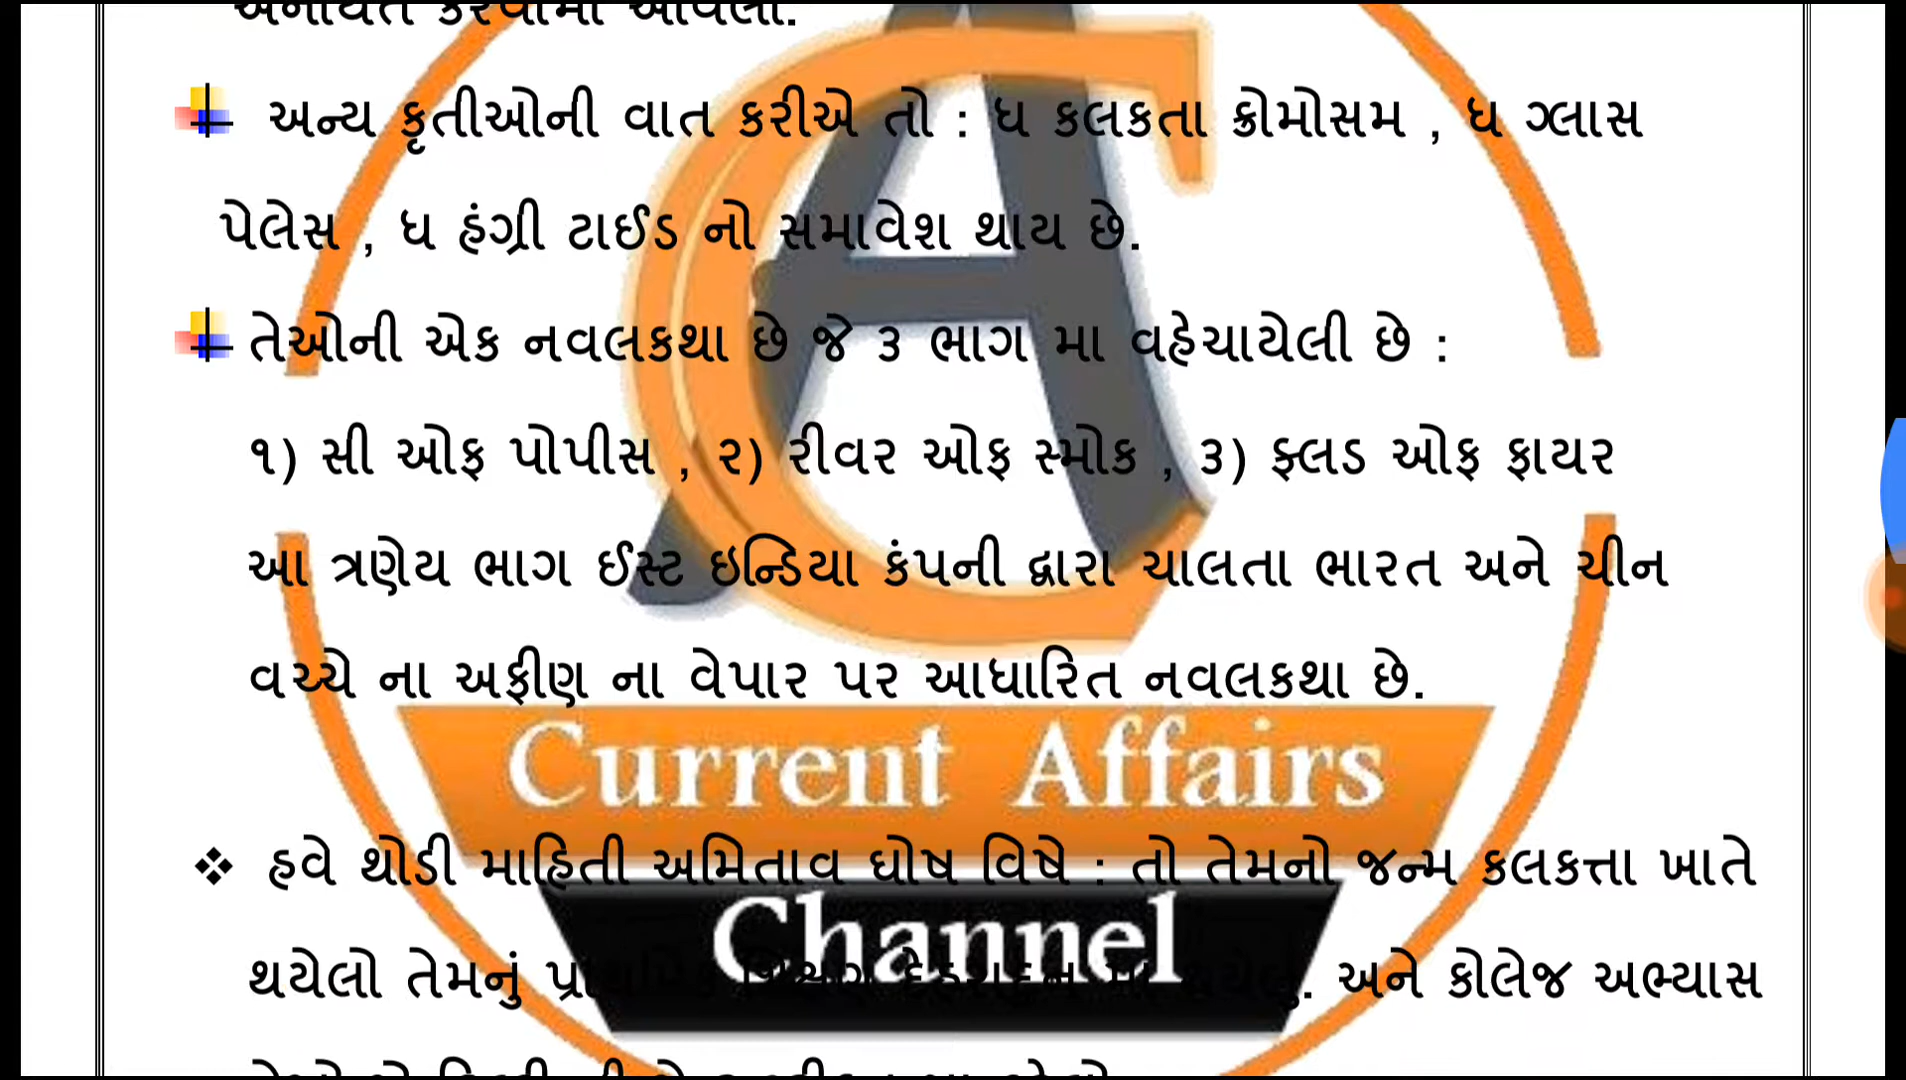 અન્ય કૃતીઓની વાત કરીએ તો : ધ કલકતા ક્રોમોસમ , ધ ગ્લાસ
પેલેસ , ધ હંગ્રી ટાઈડ નો સમાવેશ થાય છે.
તેઓની એક નવલકથા છે જે ૩ ભાગ મા વહેચાયેલી છે :
૧) સી ઓફ પોપીસ , ૨) રીવર ઓફ સ્મોક , ૩) ફ્લડ ઓફ ફાયર
આ ત્રણેય ભાગ ઈસ્ટ ઇન્ડિયા કંપની દ્વારા ચાલતા ભારત અને ચીન
વચ્ચે ના અફીણ ના વેપાર પર આધારિત નવલકથા છે.
Current Affairs
હવે થોડી માહિતી અમિતાવ ઘોષ વિષે : તો તેમનો જન્મ કલકત્તા ખાતે
Channel
થયેલો તેમનું પ્રાથમિક શિક્ષણ અને કોલેજ અભ્યાસ